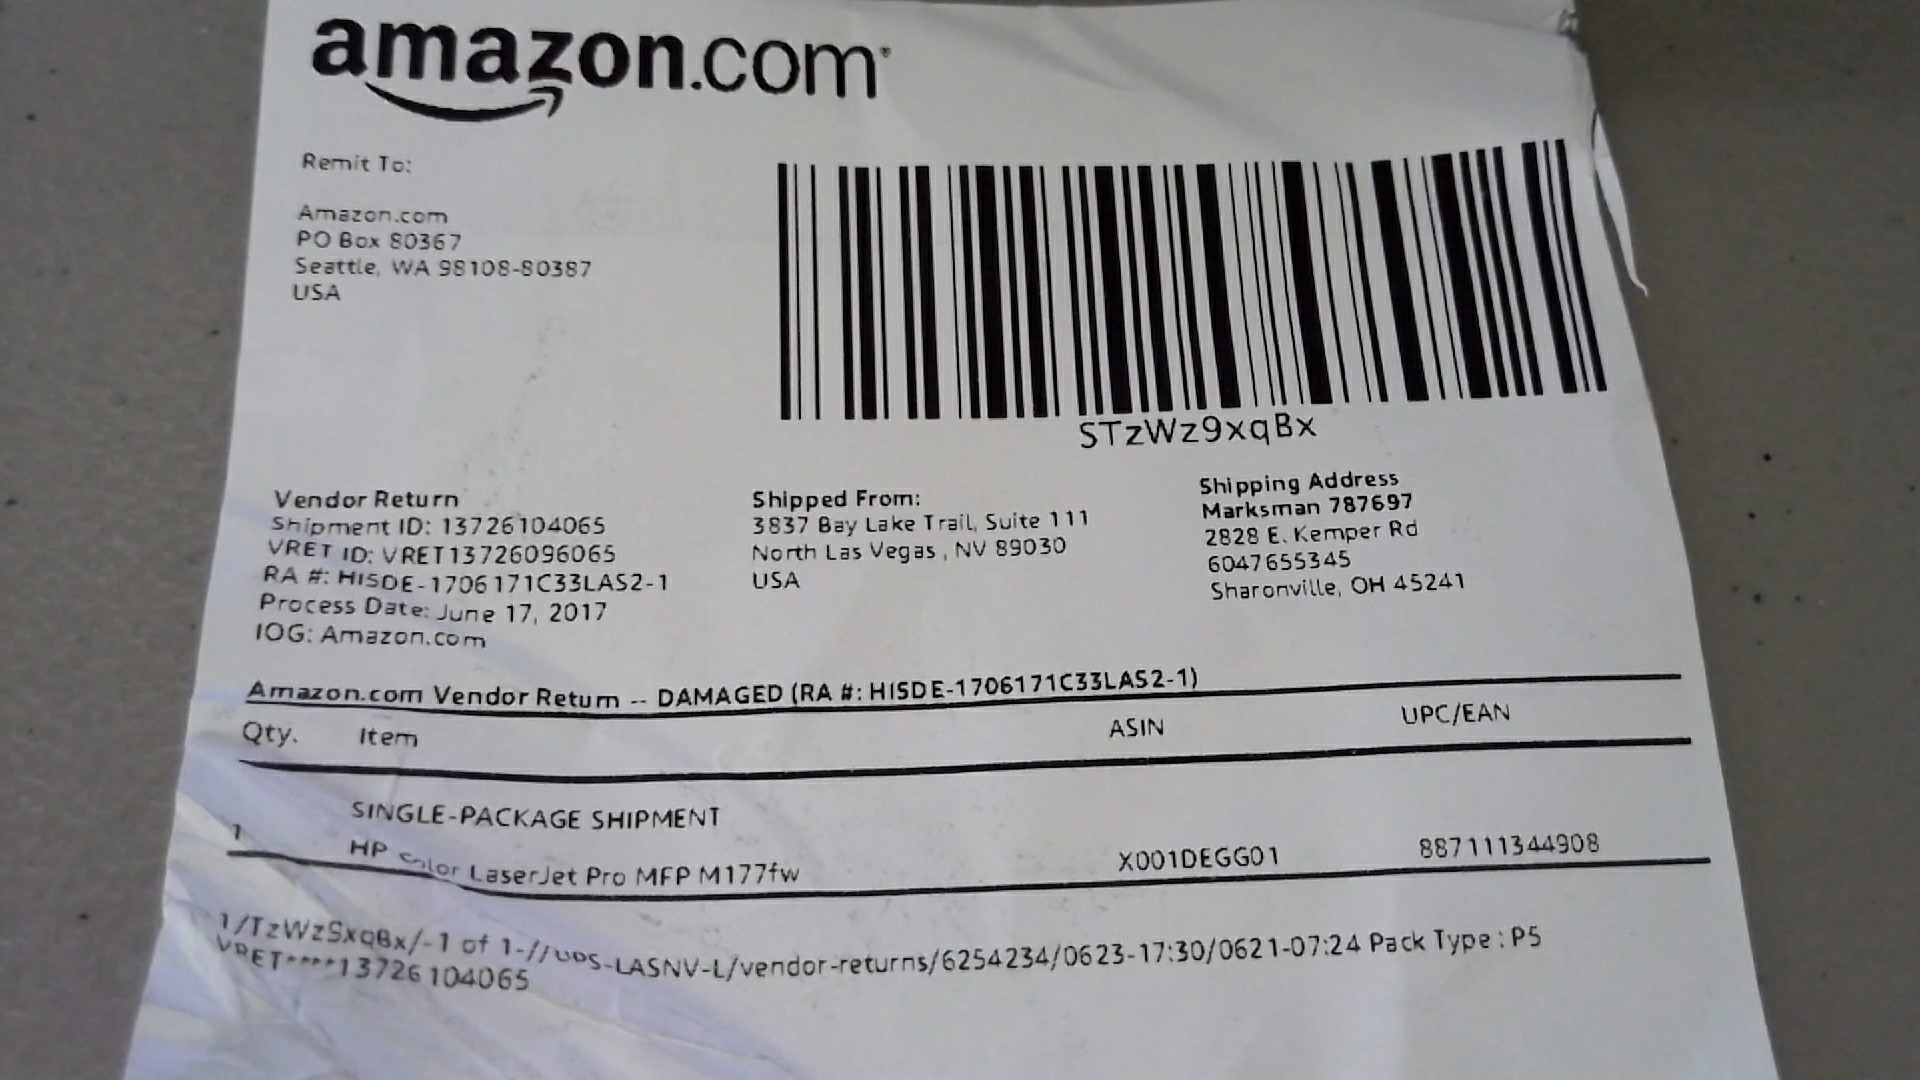 amazon.com
Remit To:
Amazon.com
PO Box 80367
Seattle, WA 98108-80387
USA
STzWz9xqBx
Vendor Return
Shipment ID: 13726104065
VRET ID: VRET13726096065
RA #: HISDE-1706171C33LAS2-1
Process Date: June 17, 2017
IOG: Amazon.com
Shipped From:
3837 Bay Lake Trail, Suite 111
North Las Vegas, NV 89030
USA
Shipping Address
Marksman 787697
2828 E. Kemper Rd
6047655345
Sharonville, OH 45241
Amazon.com Vendor Return -- DAMAGED (RA #: HISDE-1706171C33LAS2-1)
Qty. Item ASIN UPC/EAN
SINGLE-PACKAGE SHIPMENT
1 HP Color LaserJet Pro MFP M177fw X001DEGG01 887111344908
1/TzWz9xqBx/-1 of 1-//UPS-LASNV-L/vendor-returns/6254234/0623-17:30/0621-07:24 Pack Type : P5
VRET****13726104065